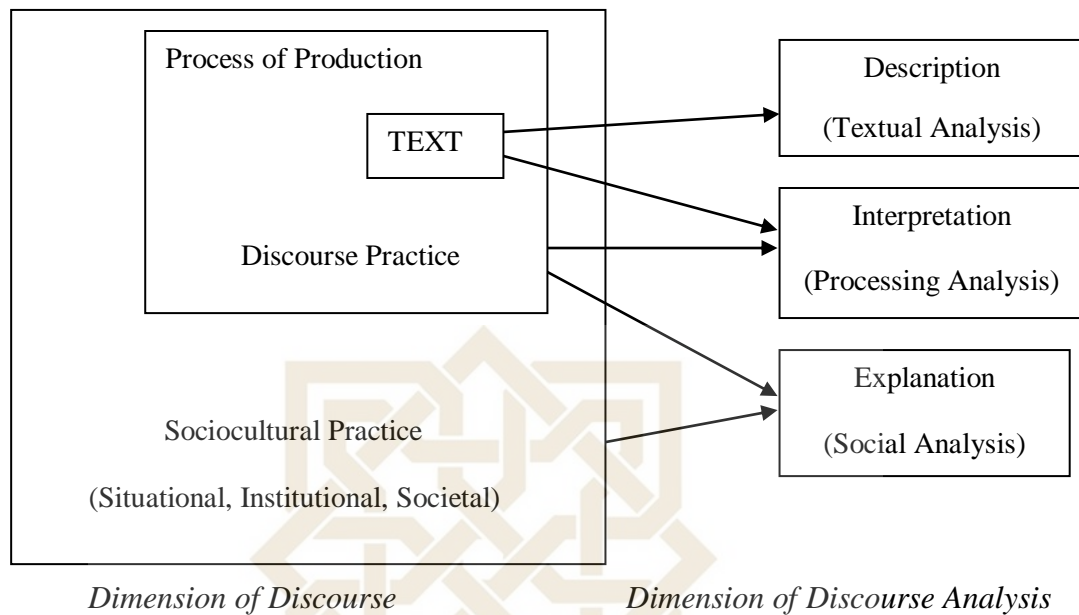 Process of Production
TEXT
Discourse Practice
Sociocultural Practice
(Situational, Institutional, Societal)
Dimension of Discourse
Description
(Textual Analysis)
Interpretation
(Processing Analysis)
Explanation
(Social Analysis)
Dimension of Discourse Analysis